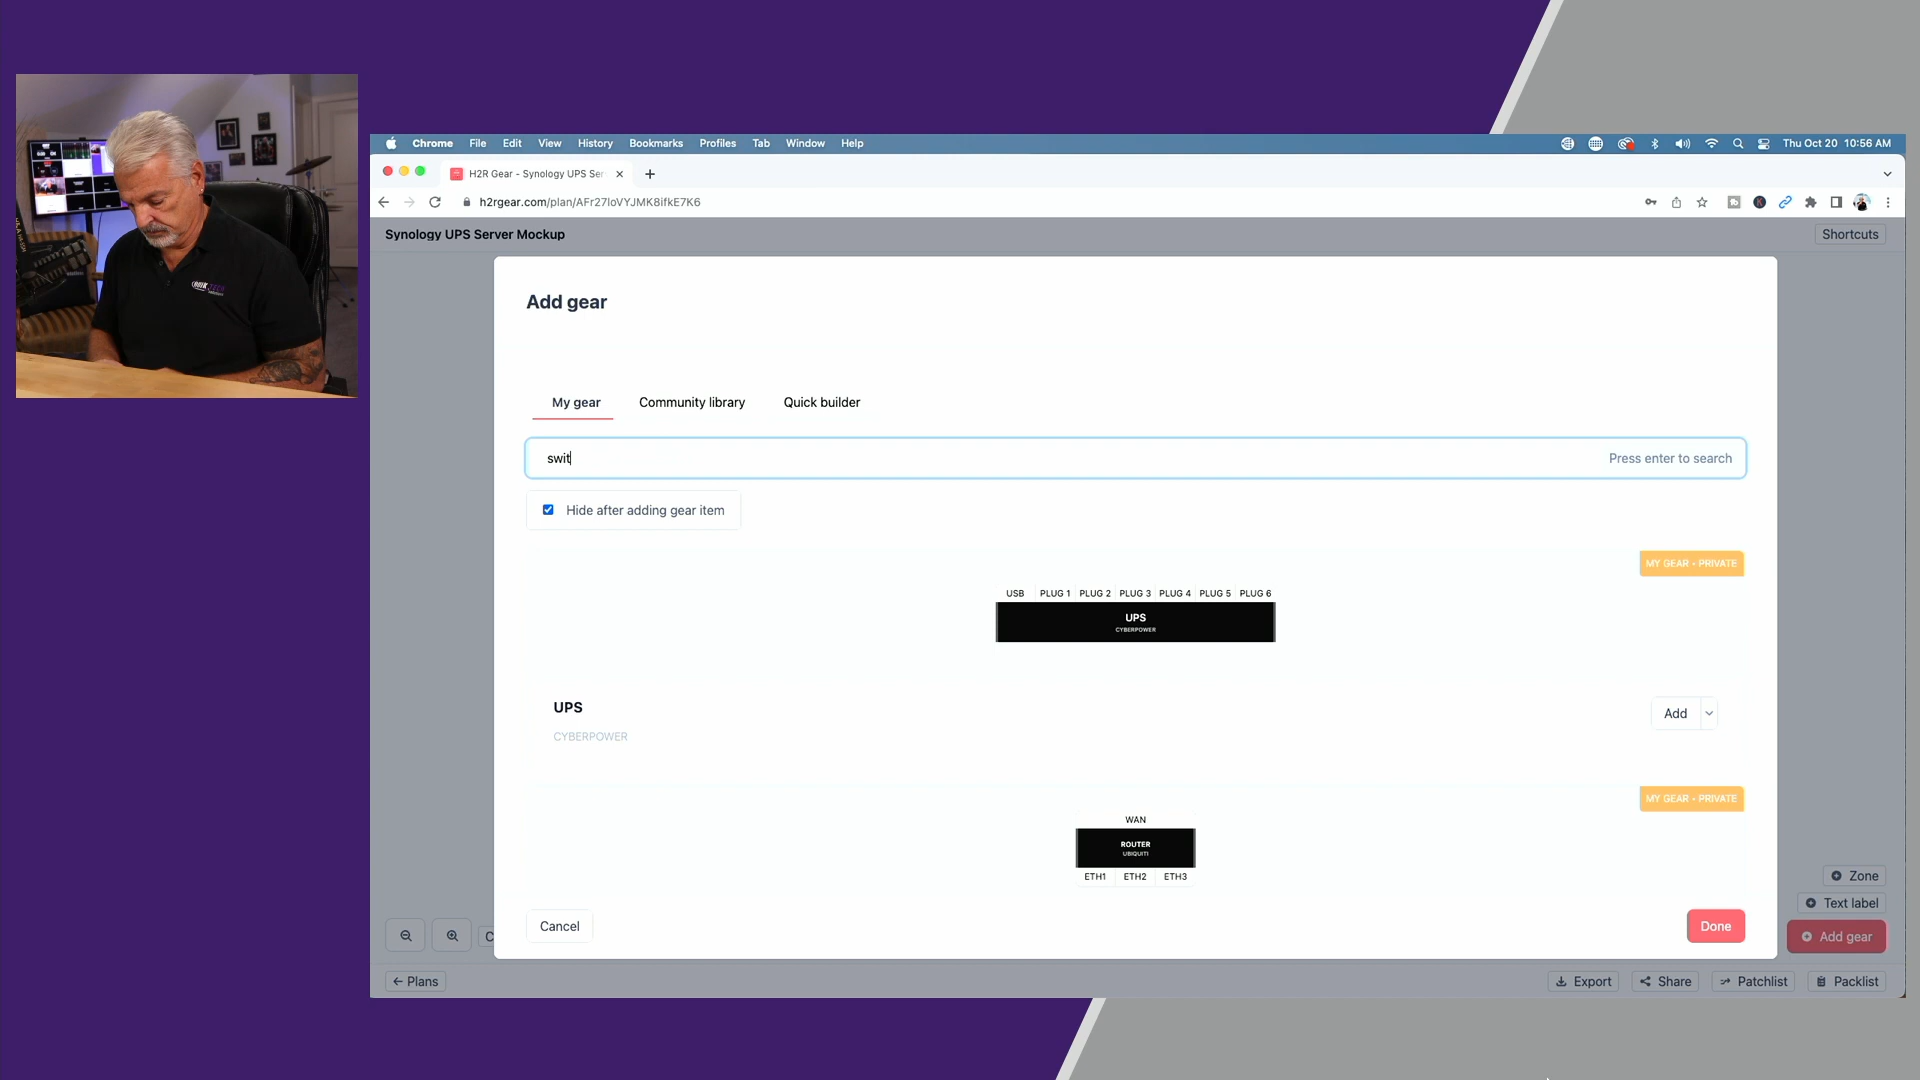 Chrome File Edit View History Bookmarks Profiles Tab Window Help Thu Oct 20 10:56 AM
H2R Gear - Synology UPS Ser
h2rgear.com/plan/AFr27loVYJMK8ifkE7K6
Synology UPS Server Mockup
Shortcuts
Add gear
My gear Community library Quick builder
swit
Press enter to search
Hide after adding gear item
MY GEAR • PRIVATE
USB PLUG 1 PLUG 2 PLUG 3 PLUG 4 PLUG 5 PLUG 6
UPS
CYBERPOWER
UPS
CYBERPOWER
Add
MY GEAR • PRIVATE
WAN
ROUTER
UBIQUITI
ETH1 ETH2 ETH3
Zone
Text label
Cancel
Done
Add gear
Plans
Export
Share
Patchlist
Packlist